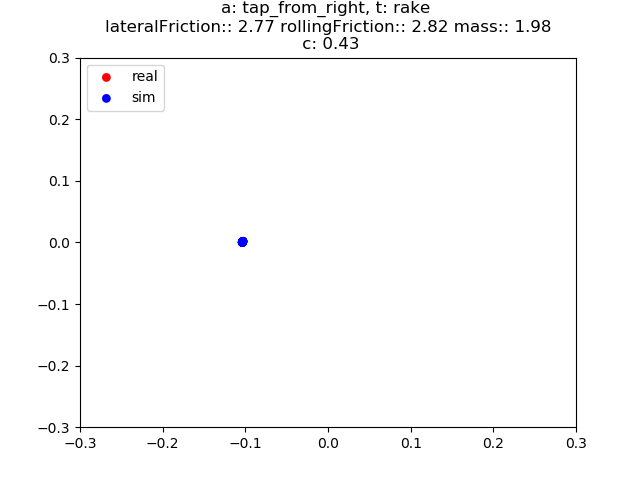 a: tap_from_right, t: rake
lateralFriction:: 2.77 rollingFriction:: 2.82 mass:: 1.98
c: 0.43
real
sim
0.3
0.2
0.1
0.0
−0.1
−0.2
−0.3
−0.3 −0.2 −0.1 0.0 0.1 0.2 0.3